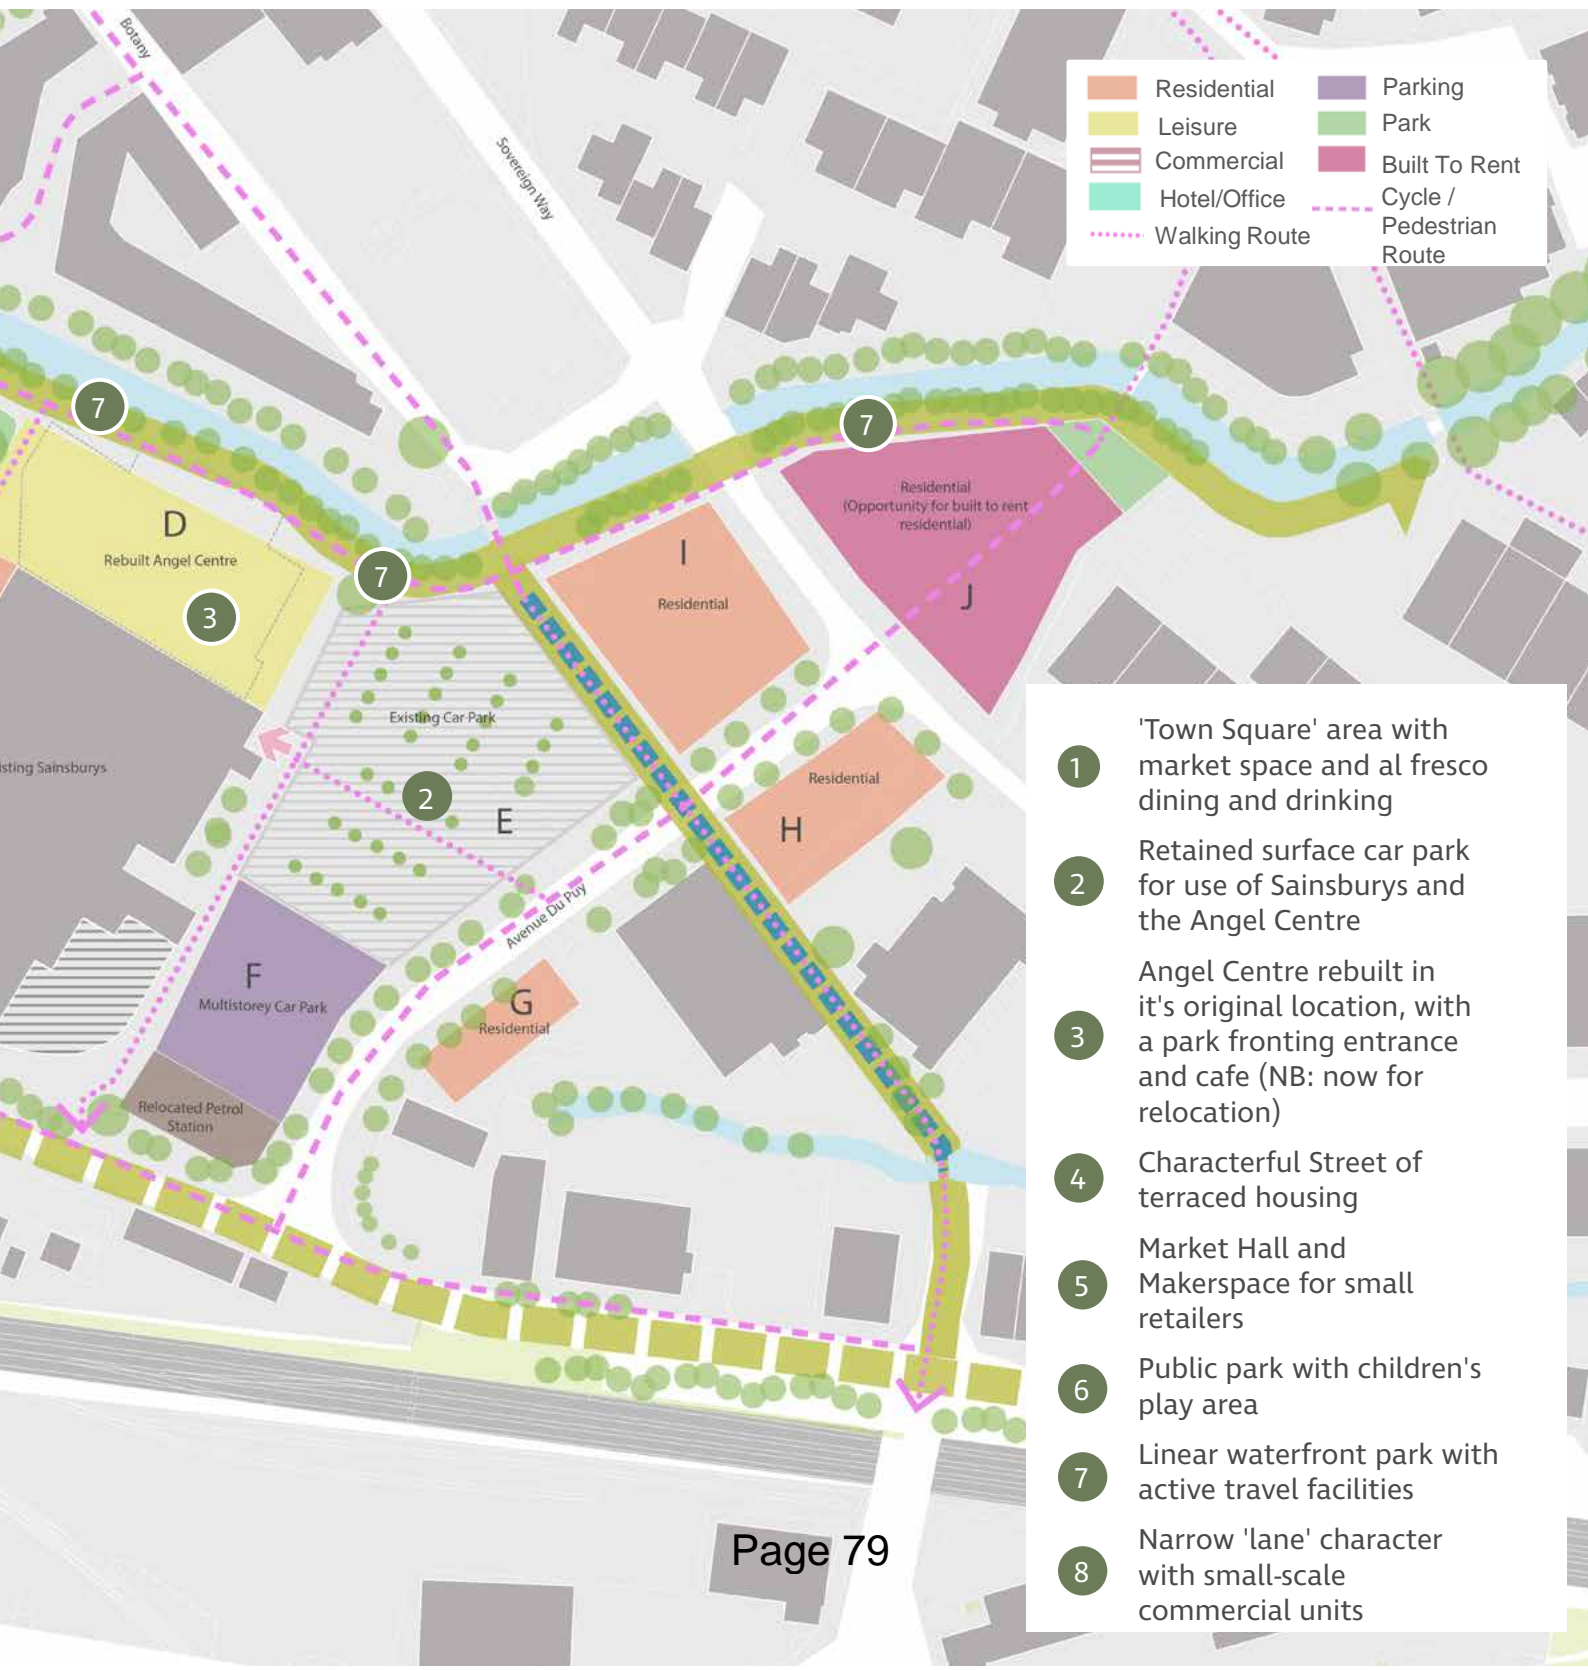 Botany
Sovereign Way
Residential
Leisure
Commercial
Hotel/Office
Walking Route
Parking
Park
Built To Rent
Cycle /
Pedestrian
Route
7
7
7
D
Rebuilt Angel Centre
3
I
Residential
Residential
(Opportunity for built to rent
residential)
J
Existing Car Park
2
E
isting Sainsburys
Residential
H
Avenue Du Puy
F
Multistorey Car Park
G
Residential
Relocated Petrol
Station
1
'Town Square' area with
market space and al fresco
dining and drinking
2
Retained surface car park
for use of Sainsburys and
the Angel Centre
3
Angel Centre rebuilt in
it's original location, with
a park fronting entrance
and cafe (NB: now for
relocation)
4
Characterful Street of
terraced housing
5
Market Hall and
Makerspace for small
retailers
6
Public park with children's
play area
7
Linear waterfront park with
active travel facilities
8
Narrow 'lane' character
with small-scale
commercial units
Page 79